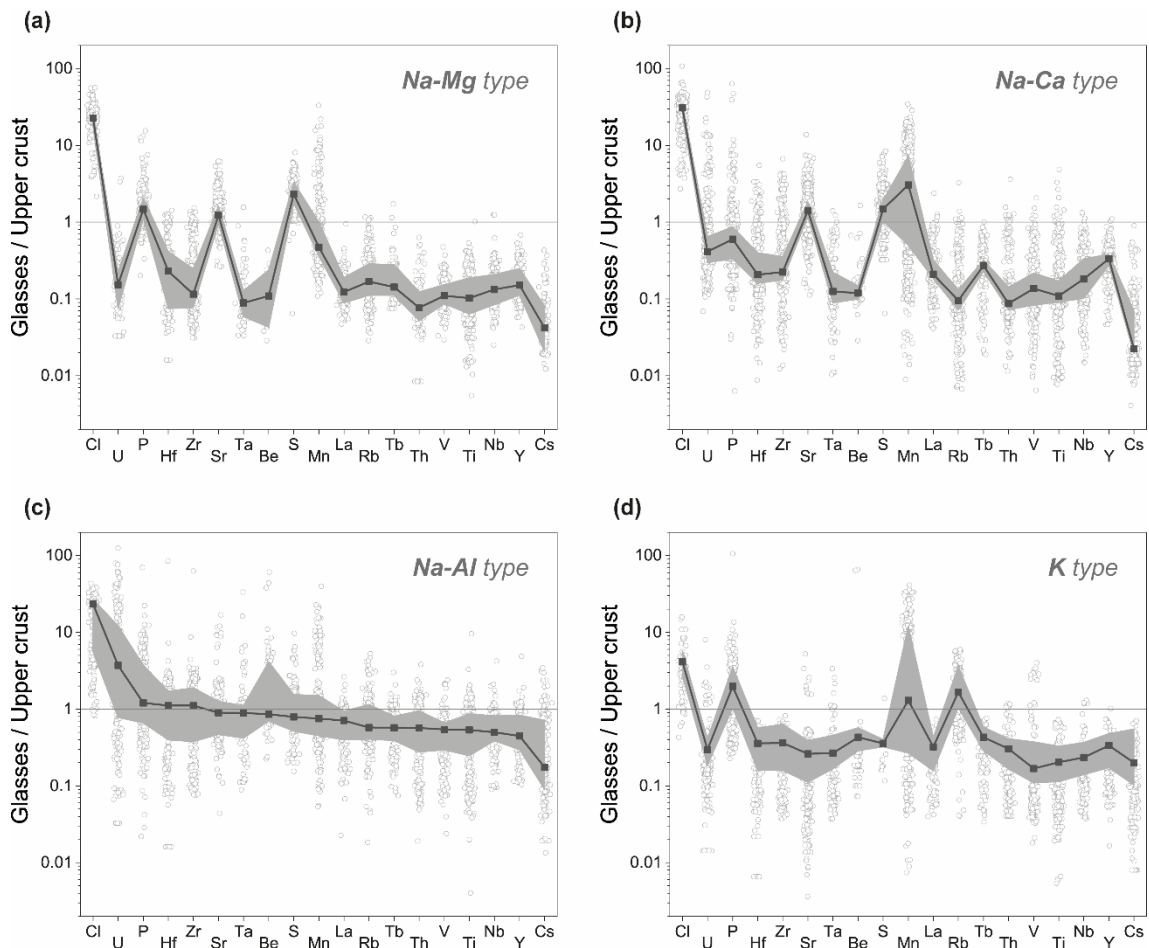 (a)
Na-Mg type
Glasses / Upper crust
100
10
1
0.1
0.01
Cl U P Hf Zr Sr Ta Be S Mn La Rb Tb Th V Ti Nb Y Cs
(b)
Na-Ca type
Glasses / Upper crust
100
10
1
0.1
0.01
Cl U P Hf Zr Sr Ta Be S Mn La Rb Tb Th V Ti Nb Y Cs
(c)
Na-Al type
Glasses / Upper crust
100
10
1
0.1
0.01
Cl U P Hf Zr Sr Ta Be S Mn La Rb Tb Th V Ti Nb Y Cs
(d)
K type
Glasses / Upper crust
100
10
1
0.1
0.01
Cl U P Hf Zr Sr Ta Be S Mn La Rb Tb Th V Ti Nb Y Cs